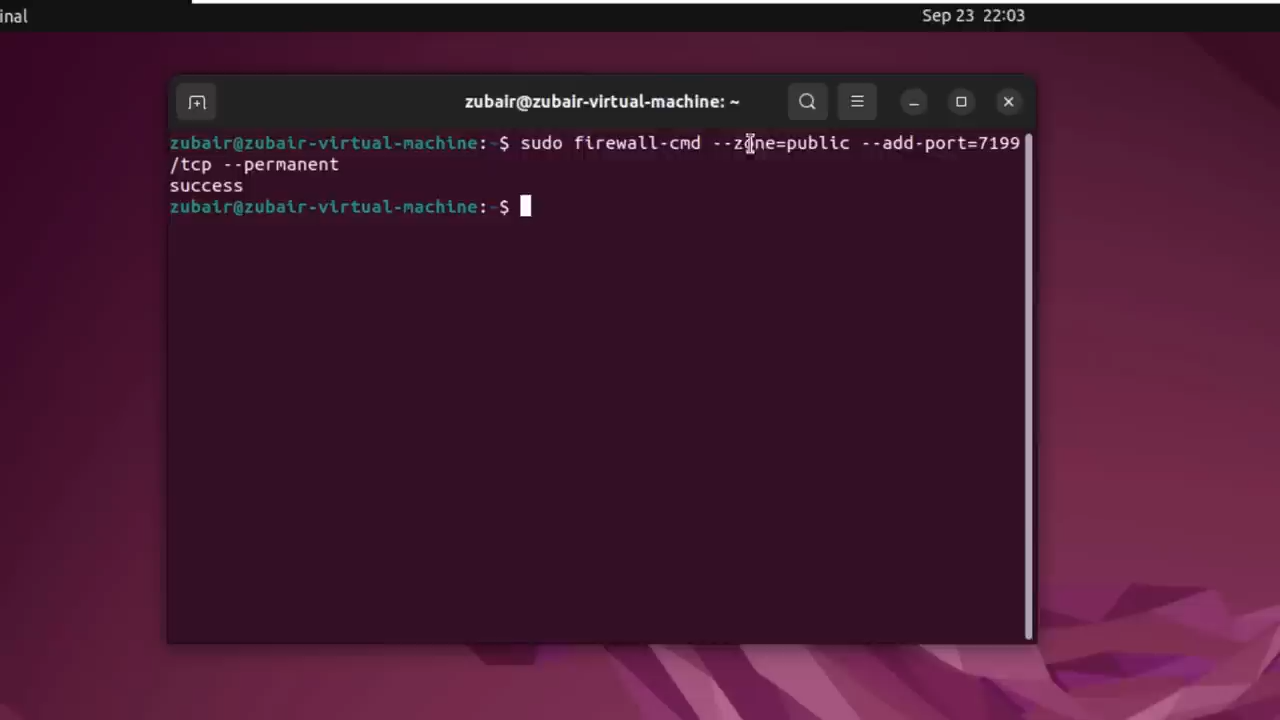 inal
Sep 23 22:03
zubair@zubair-virtual-machine: ~
zubair@zubair-virtual-machine:~$ sudo firewall-cmd --zone=public --add-port=7199
/tcp --permanent
success
zubair@zubair-virtual-machine:~$